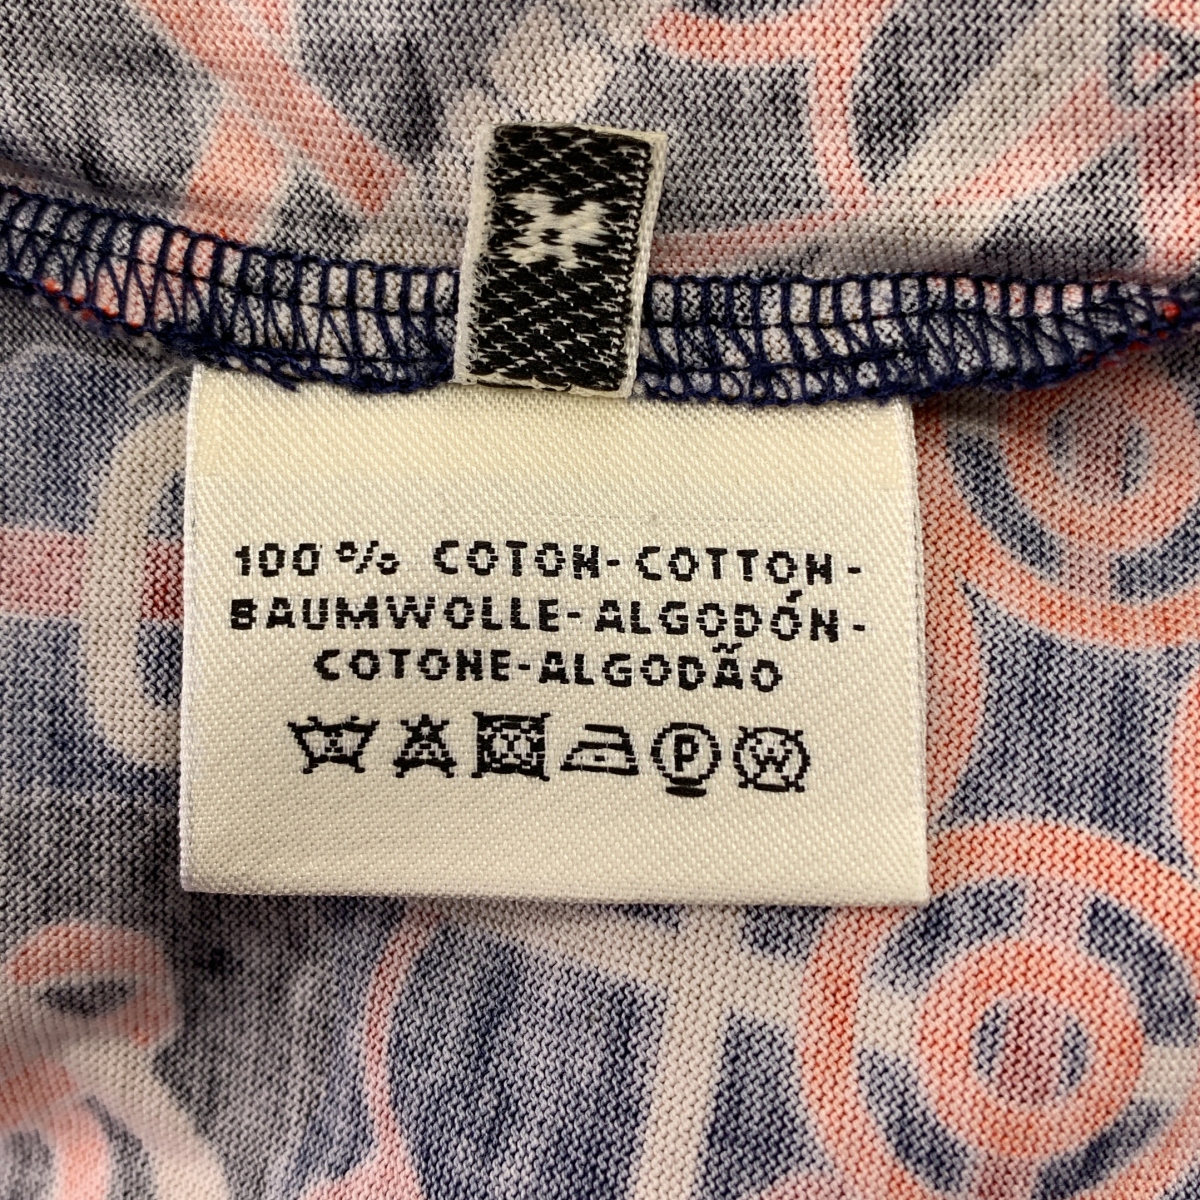 100% COTON-COTTON-
BAUMWOLLE-ALGODÓN-
COTONE-ALGODÃO
P W